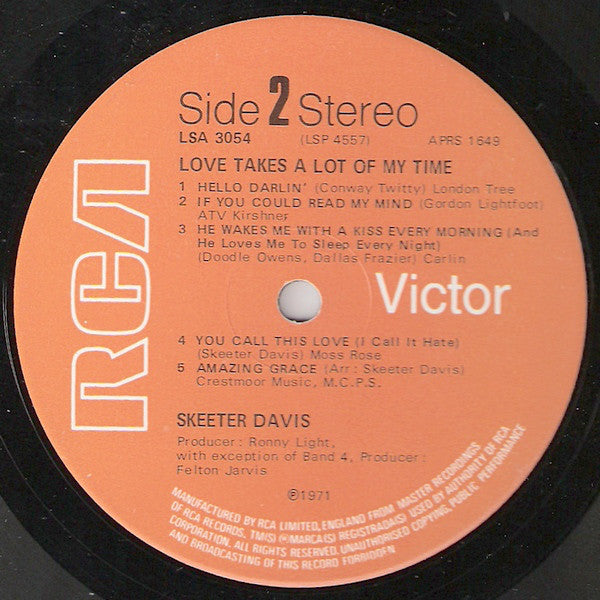 Side 2 Stereo
LSA 3054 (LSP 4557) APRS 1649
LOVE TAKES A LOT OF MY TIME
1 HELLO DARLIN' (Conway Twitty) London Tree
2 IF YOU COULD READ MY MIND (Gordon Lightfoot)
ATV Kirshner
3 HE WAKES ME WITH A KISS EVERY MORNING (And
He Loves Me To Sleep Every Night)
(Doodle Owens, Dallas Frazier) Carlin
RCA
Victor
4 YOU CALL THIS LOVE (I Call It Hate)
(Skeeter Davis) Moss Rose
5 AMAZING GRACE (Arr: Skeeter Davis)
Crestmoor Music, M.C.P.S.
SKEETER DAVIS
Producer: Ronny Light,
with exception of Band 4, Producer:
Felton Jarvis
℗1971
MANUFACTURED BY RCA LIMITED, ENGLAND FROM MASTER RECORDINGS
OF RCA RECORDS, TM(S) ®MARCA(S) REGISTRADA(S) USED BY AUTHORITY OF RCA
CORPORATION. ALL RIGHTS RESERVED. UNAUTHORISED COPYING, PUBLIC PERFORMANCE
AND BROADCASTING OF THIS RECORD FORBIDDEN